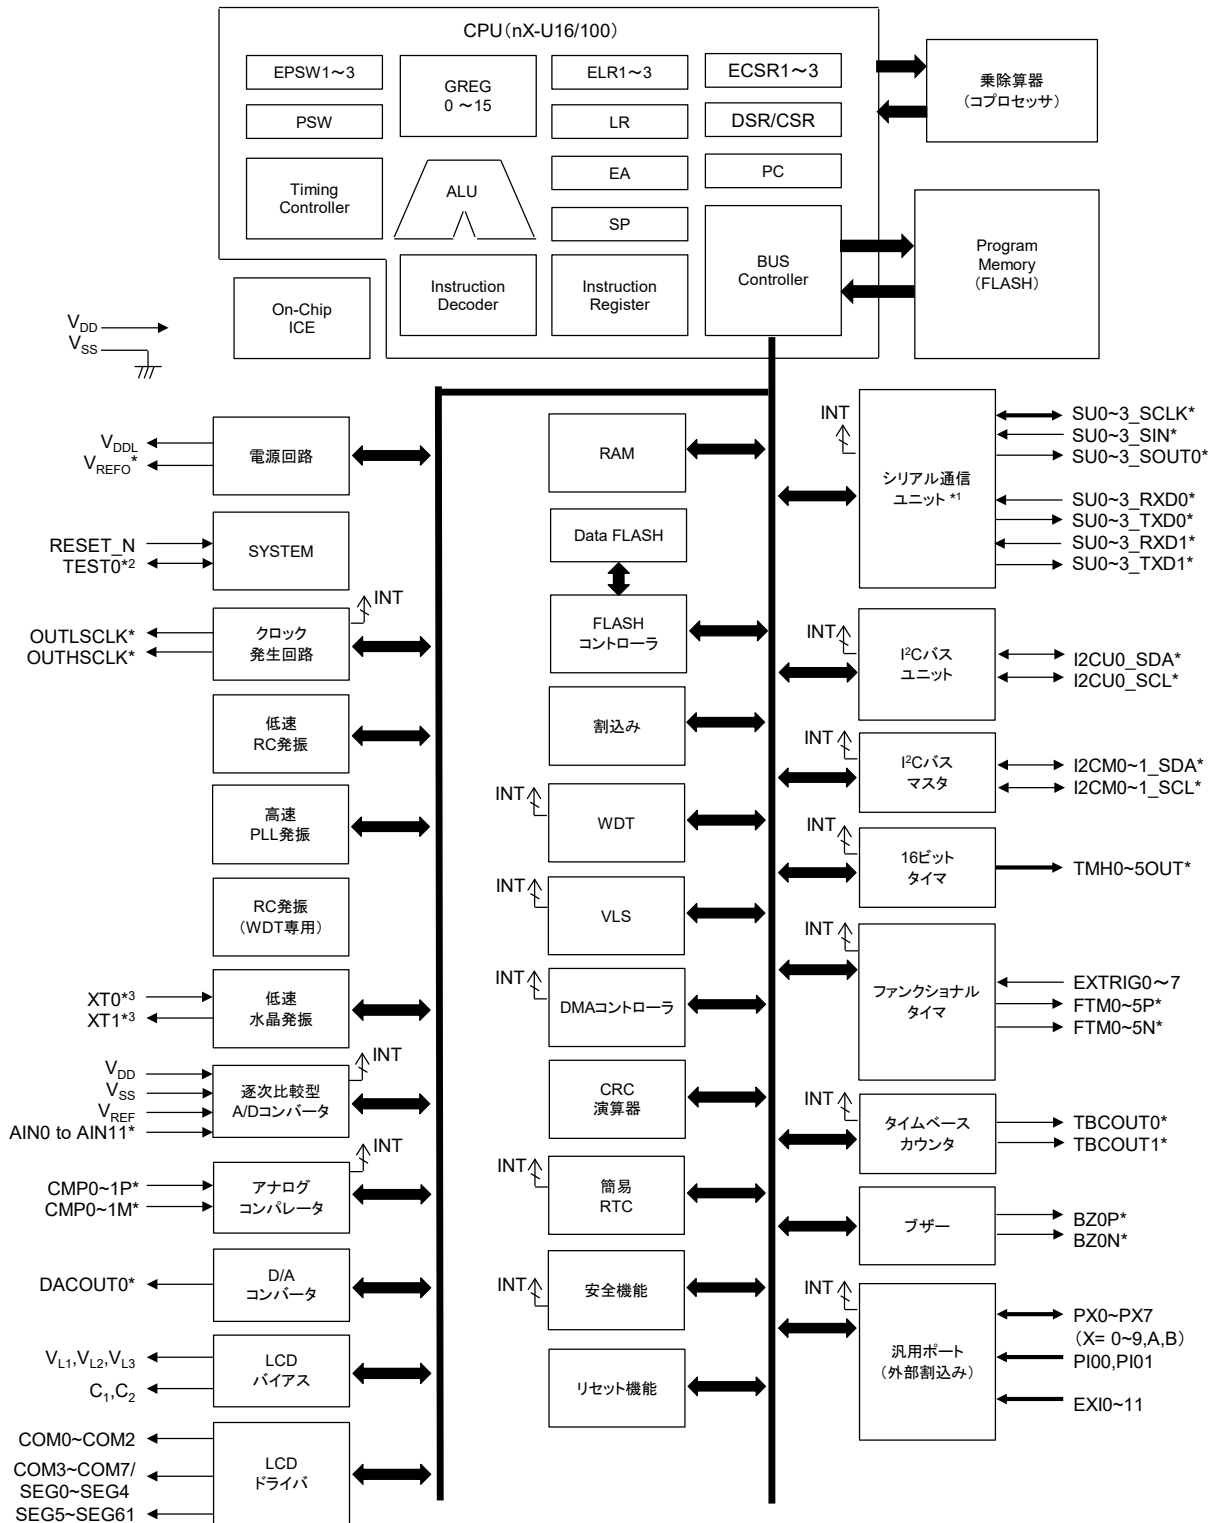 CPU（nX-U16/100）
EPSW1～3
GREG
0 ～15
ELR1～3
ECSR1～3
PSW
LR
DSR/CSR
Timing
Controller
ALU
EA
PC
SP
BUS
Controller
On-Chip
ICE
Instruction
Decoder
Instruction
Register
乗除算器
（コプロセッサ）
Program
Memory
（FLASH）
VDD
VSS
VDDL
VREFO*
電源回路
RESET_N
TEST0*2
SYSTEM
OUTLSCLK*
OUTHSCLK*
クロック
発生回路
INT
低速
RC発振
高速
PLL発振
RC発振
（WDT専用）
XT0*3
XT1*3
低速
水晶発振
VDD
VSS
VREF
AIN0 to AIN11*
逐次比較型
A/Dコンバータ
INT
CMP0~1P*
CMP0~1M*
アナログ
コンパレータ
INT
DACOUT0*
D/A
コンバータ
VL1,VL2,VL3
C1,C2
LCD
バイアス
COM0~COM2
COM3~COM7/
SEG0~SEG4
SEG5~SEG61
LCD
ドライバ
RAM
Data FLASH
FLASH
コントローラ
割込み
INT
WDT
INT
VLS
INT
DMAコントローラ
CRC
演算器
INT
簡易
RTC
INT
安全機能
リセット機能
INT
シリアル通信
ユニット *1
SU0~3_SCLK*
SU0~3_SIN*
SU0~3_SOUT0*
SU0~3_RXD0*
SU0~3_TXD0*
SU0~3_RXD1*
SU0~3_TXD1*
INT
I2Cバス
ユニット
I2CU0_SDA*
I2CU0_SCL*
INT
I2Cバス
マスタ
I2CM0~1_SDA*
I2CM0~1_SCL*
INT
16ビット
タイマ
TMH0~5OUT*
INT
ファンクショナル
タイマ
EXTRIG0～7
FTM0~5P*
FTM0~5N*
INT
タイムベース
カウンタ
TBCOUT0*
TBCOUT1*
ブザー
BZ0P*
BZ0N*
INT
汎用ポート
（外部割込み）
PX0~PX7
（X= 0~9,A,B）
PI00,PI01
EXI0~11